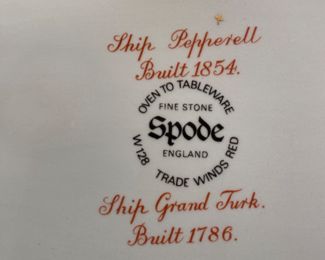 Ship Pepperell
Built 1854.
OVEN TO TABLEWARE
FINE STONE
Spode
ENGLAND
W128 TRADE WINDS RED
Ship Grand Turk.
Built 1786.